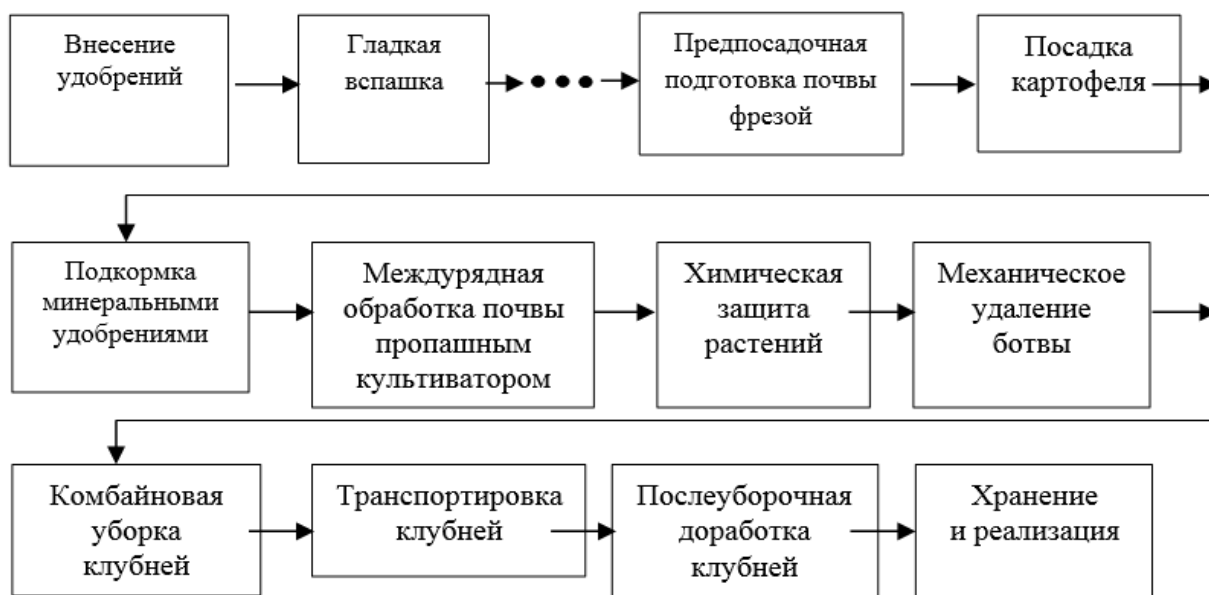 Внесение
удобрений
Гладкая
вспашка
Предпосадочная
подготовка почвы
фрезой
Посадка
картофеля
Подкормка
минеральными
удобрениями
Междурядная
обработка почвы
пропашным
культиватором
Химическая
защита
растений
Механическое
удаление
ботвы
Комбайновая
уборка
клубней
Транспортировка
клубней
Послеуборочная
доработка
клубней
Хранение
и реализация